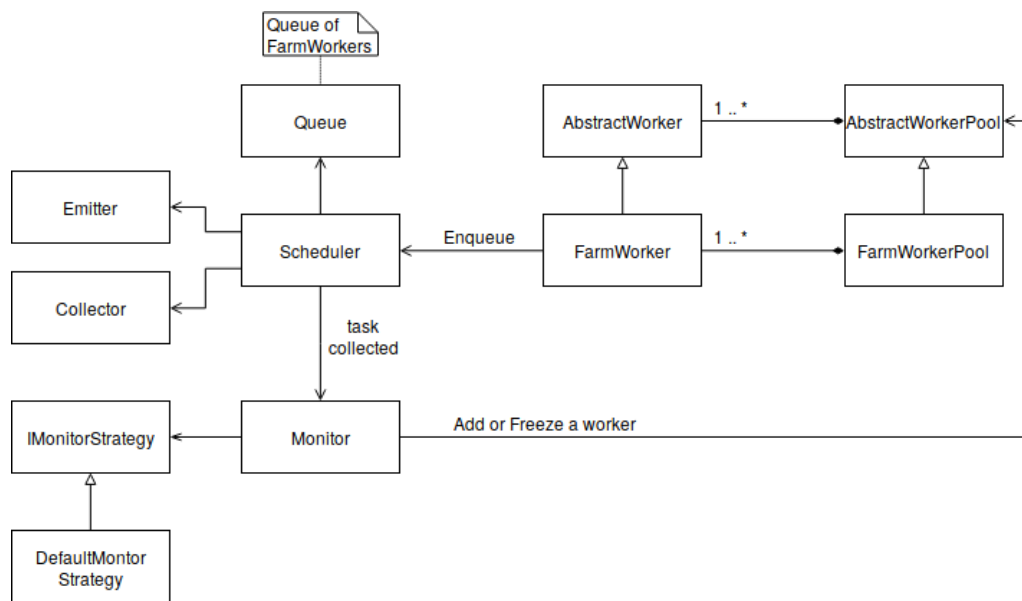 Queue of
FarmWorkers
Queue
AbstractWorker
1 .. *
AbstractWorkerPool
Emitter
Scheduler
Enqueue
FarmWorker
1 .. *
FarmWorkerPool
Collector
task
collected
IMonitorStrategy
Monitor
Add or Freeze a worker
DefaultMontor
Strategy